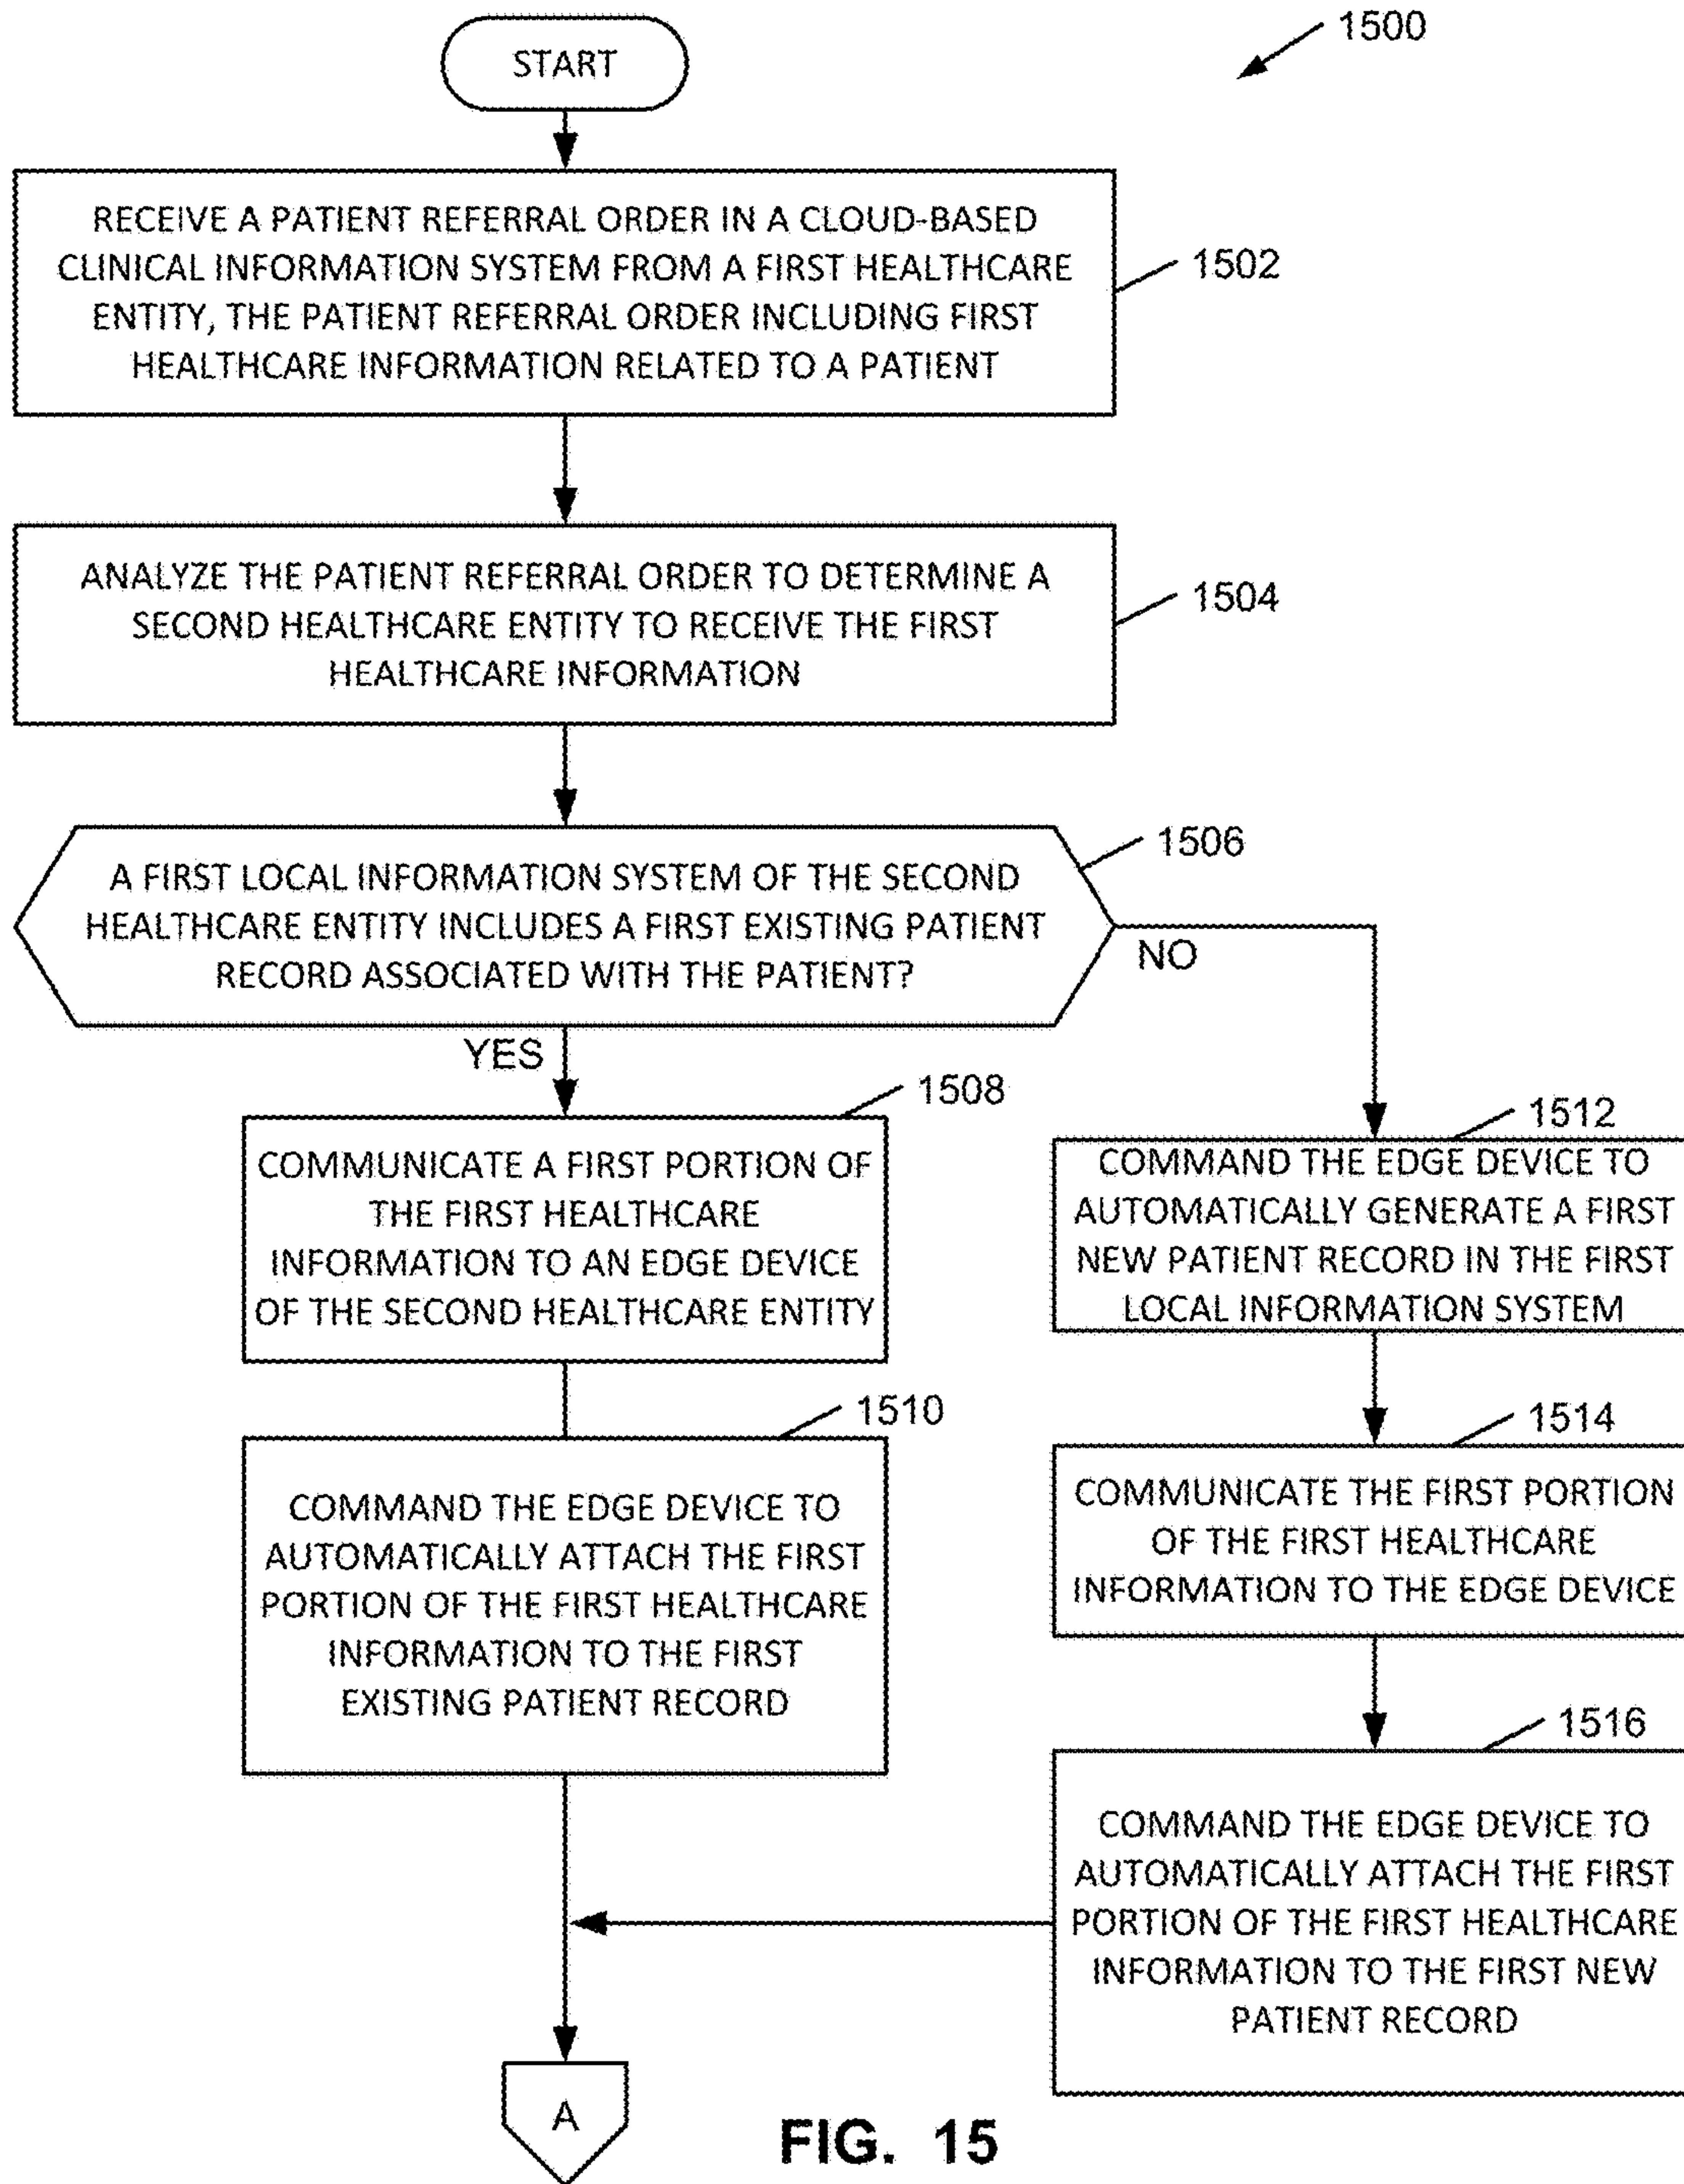 START
1500
RECEIVE A PATIENT REFERRAL ORDER IN A CLOUD-BASED
CLINICAL INFORMATION SYSTEM FROM A FIRST HEALTHCARE
ENTITY, THE PATIENT REFERRAL ORDER INCLUDING FIRST
HEALTHCARE INFORMATION RELATED TO A PATIENT
1502
ANALYZE THE PATIENT REFERRAL ORDER TO DETERMINE A
SECOND HEALTHCARE ENTITY TO RECEIVE THE FIRST
HEALTHCARE INFORMATION
1504
A FIRST LOCAL INFORMATION SYSTEM OF THE SECOND
HEALTHCARE ENTITY INCLUDES A FIRST EXISTING PATIENT
RECORD ASSOCIATED WITH THE PATIENT?
1506
NO
YES
1508
COMMUNICATE A FIRST PORTION OF
THE FIRST HEALTHCARE
INFORMATION TO AN EDGE DEVICE
OF THE SECOND HEALTHCARE ENTITY
1510
COMMAND THE EDGE DEVICE TO
AUTOMATICALLY ATTACH THE FIRST
PORTION OF THE FIRST HEALTHCARE
INFORMATION TO THE FIRST
EXISTING PATIENT RECORD
1512
COMMAND THE EDGE DEVICE TO
AUTOMATICALLY GENERATE A FIRST
NEW PATIENT RECORD IN THE FIRST
LOCAL INFORMATION SYSTEM
1514
COMMUNICATE THE FIRST PORTION
OF THE FIRST HEALTHCARE
INFORMATION TO THE EDGE DEVICE
1516
COMMAND THE EDGE DEVICE TO
AUTOMATICALLY ATTACH THE FIRST
PORTION OF THE FIRST HEALTHCARE
INFORMATION TO THE FIRST NEW
PATIENT RECORD
A
FIG. 15